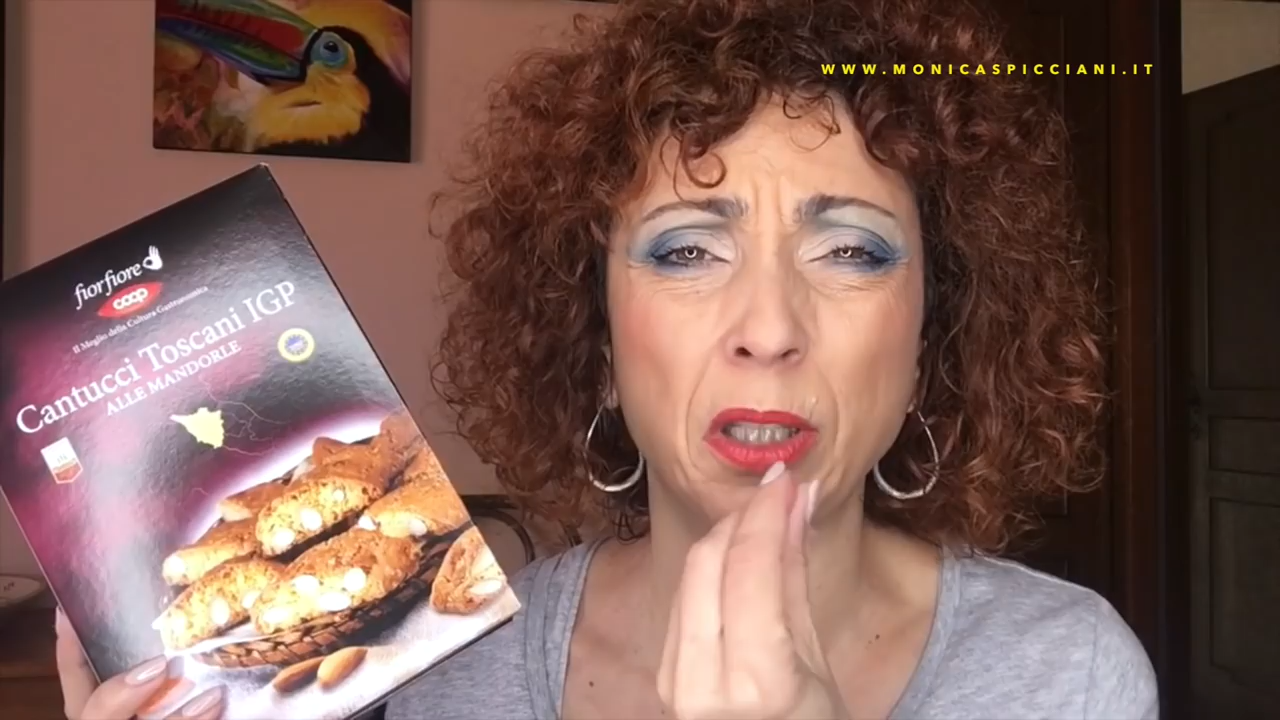 WWW.MONICASPICCIANI.IT
fiorfiore
coop
Il Meglio della Cultura Gastronomica
Cantucci Toscani IGP
ALLE MANDORLE